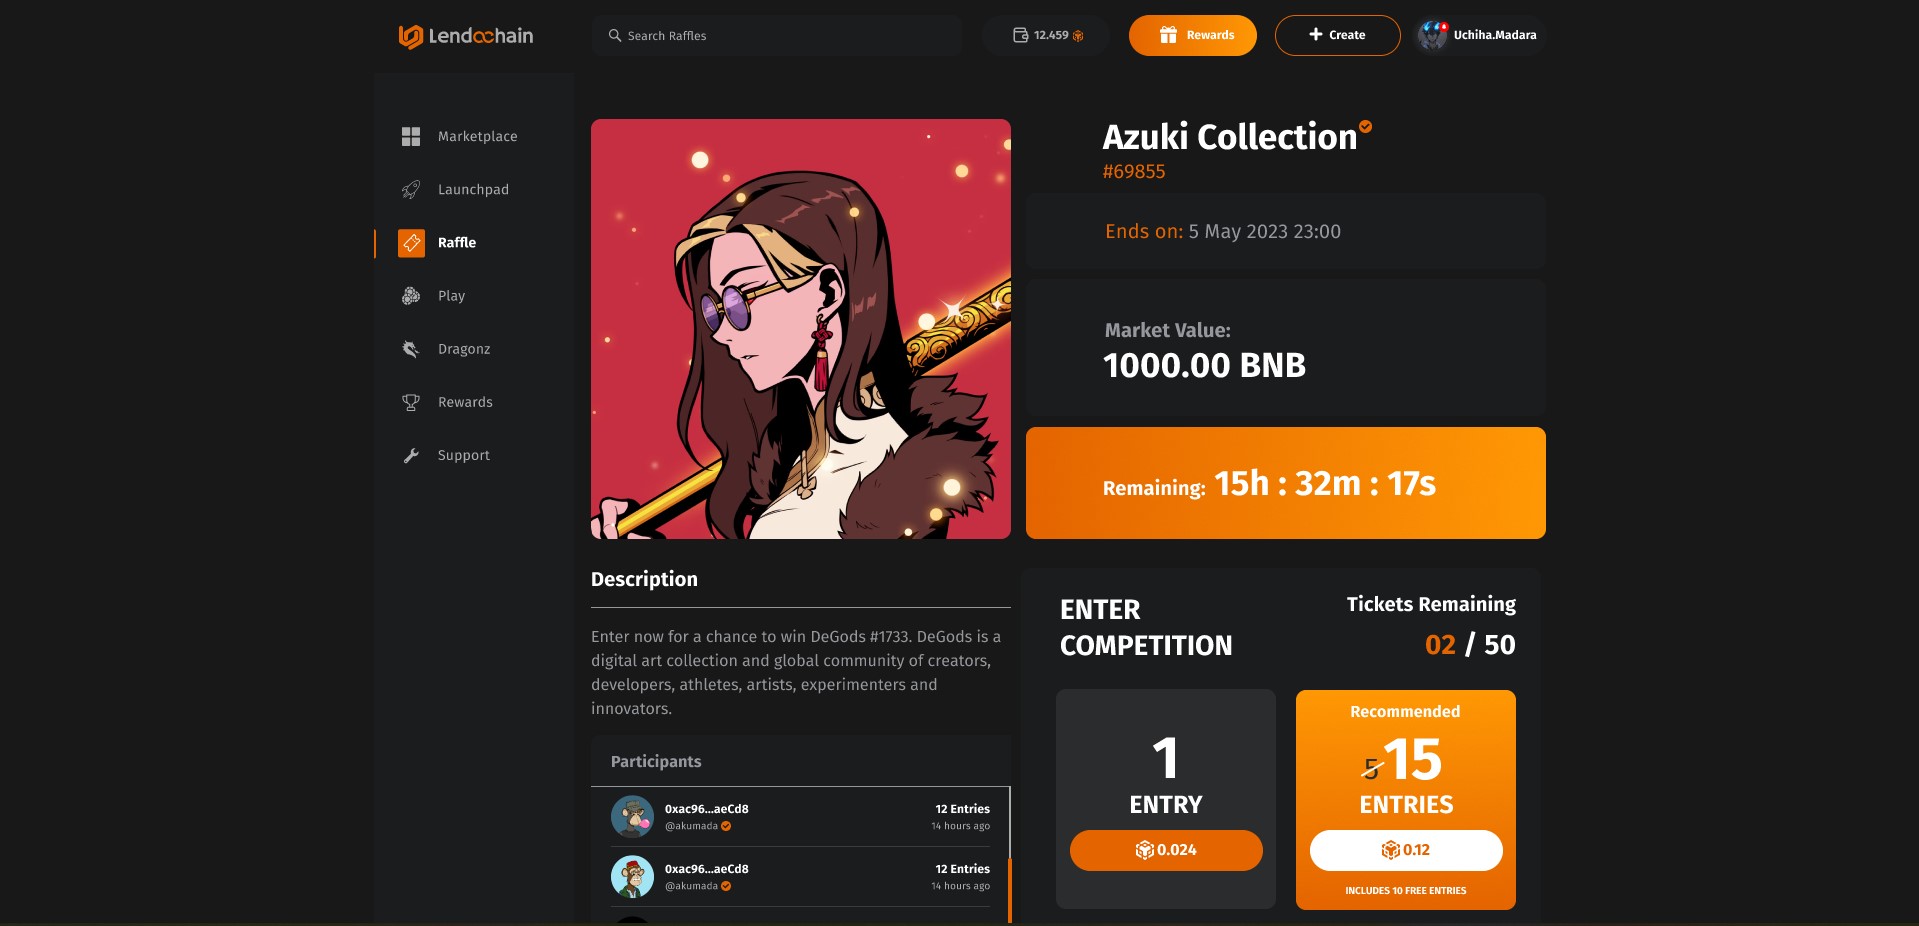 Lendochain
Search Raffles
12.459
Rewards
Create
Uchiha.Madara
Marketplace
Launchpad
Raffle
Play
Dragonz
Rewards
Support
Azuki Collection
#69855
Ends on: 5 May 2023 23:00
Market Value:
1000.00 BNB
Remaining: 15h : 32m : 17s
Description
Enter now for a chance to win DeGods #1733. DeGods is a
digital art collection and global community of creators,
developers, athletes, artists, experimenters and
innovators.
Participants
0xac96...aeCd8
12 Entries
@akumada
14 hours ago
0xac96...aeCd8
12 Entries
@akumada
14 hours ago
ENTER
COMPETITION
Tickets Remaining
02 / 50
1
ENTRY
0.024
Recommended
5 15
ENTRIES
0.12
INCLUDES 10 FREE ENTRIES